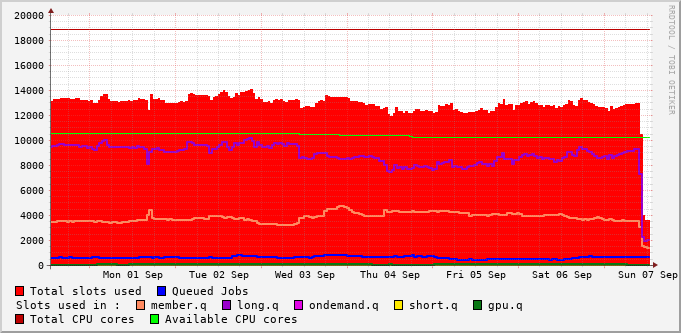 20000
18000
16000
14000
12000
10000
8000
6000
4000
2000
0
Mon 01 Sep Tue 02 Sep Wed 03 Sep Thu 04 Sep Fri 05 Sep Sat 06 Sep Sun 07 Sep
Total slots used Queued Jobs
Slots used in : member.q long.q ondemand.q short.q gpu.q
Total CPU cores Available CPU cores
RRDTOOL / TOBI OETIKER